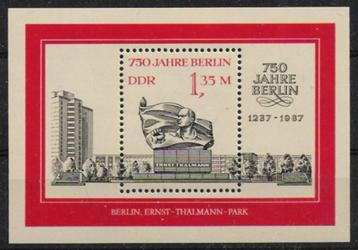 750 JAHRE BERLIN
DDR
1,35 M
ERNST THÄLMANN
750
JAHRE
BERLIN
1237 - 1987
BERLIN, ERNST-THÄLMANN-PARK